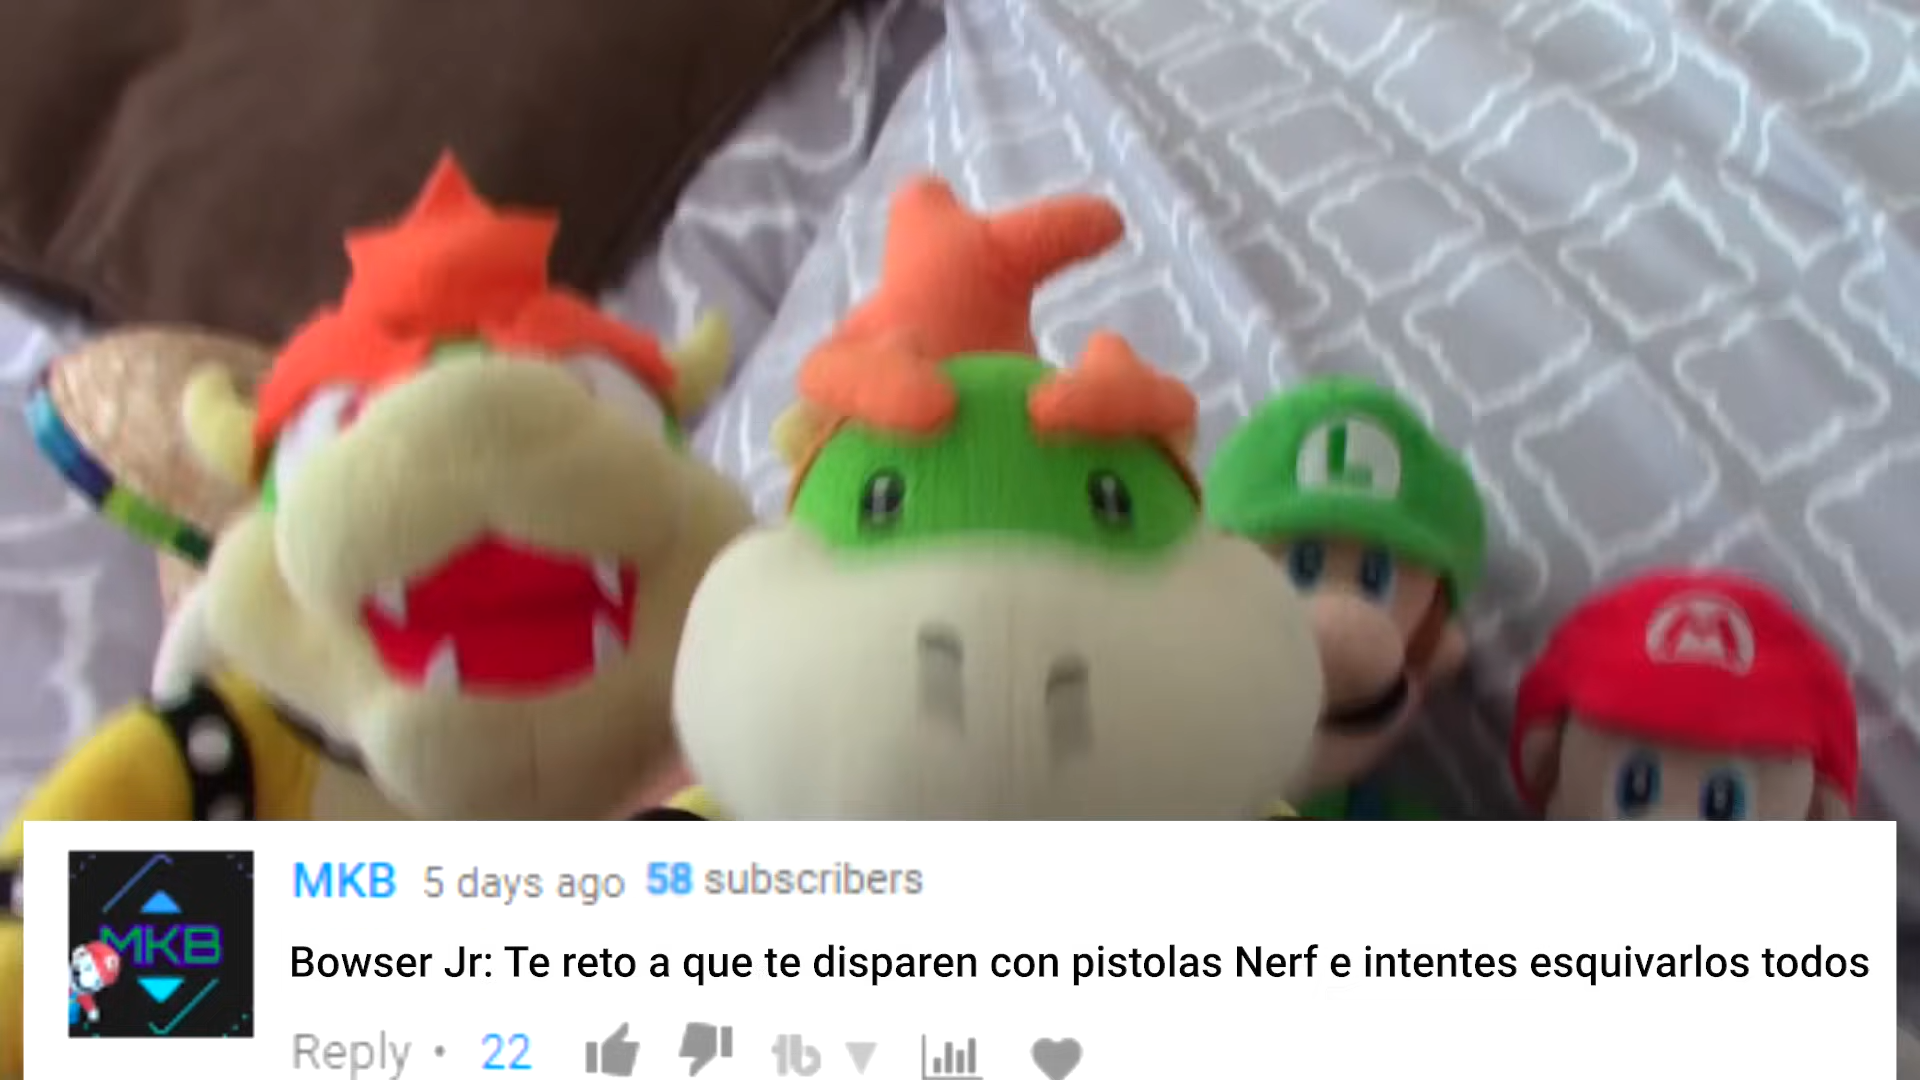 L
M
MKB 5 days ago 58 subscribers
MKB
Bowser Jr: Te reto a que te disparen con pistolas Nerf e intentes esquivarlos todos
Reply • 22